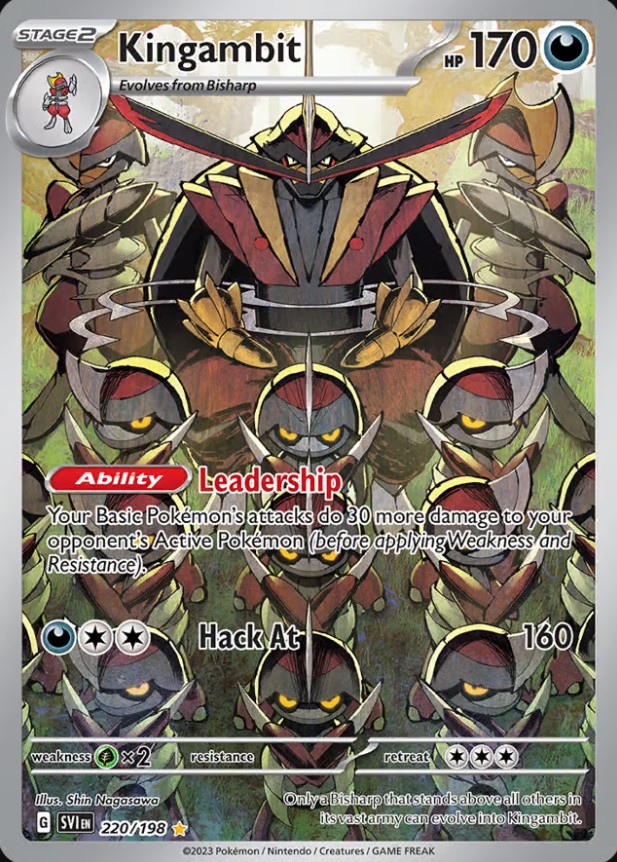 STAGE2
Kingambit
HP 170
Evolves from Bisharp
Ability Leadership
Your Basic Pokémon's attacks do 30 more damage to your
opponent's Active Pokémon (before applying Weakness and
Resistance).
Hack At 160
weakness ×2 resistance retreat
Illus. Shin Nagasawa
Only a Bisharp that stands above all others in
its vast army can evolve into Kingambit.
G SVI EN 220/198
©2023 Pokémon / Nintendo / Creatures / GAME FREAK